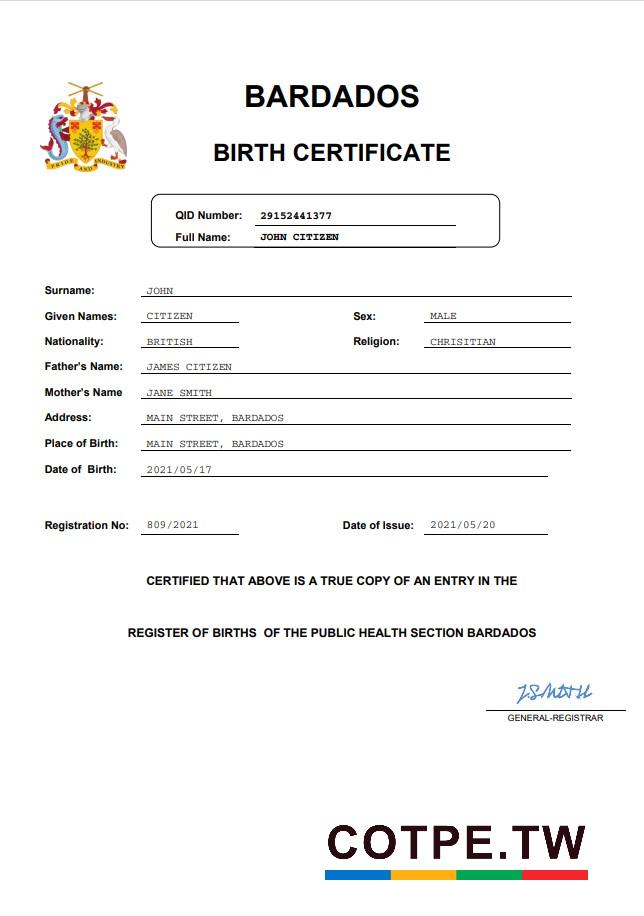 BARDADOS
BIRTH CERTIFICATE
PRIDE AND INDUSTRY
QID Number: 29152441377
Full Name: JOHN CITIZEN
Surname: JOHN
Given Names: CITIZEN Sex: MALE
Nationality: BRITISH Religion: CHRISITIAN
Father's Name: JAMES CITIZEN
Mother's Name JANE SMITH
Address: MAIN STREET, BARDADOS
Place of Birth: MAIN STREET, BARDADOS
Date of Birth: 2021/05/17
Registration No: 809/2021 Date of Issue: 2021/05/20
CERTIFIED THAT ABOVE IS A TRUE COPY OF AN ENTRY IN THE
REGISTER OF BIRTHS OF THE PUBLIC HEALTH SECTION BARDADOS
J.SMITH
GENERAL-REGISTRAR
COTPE.TW